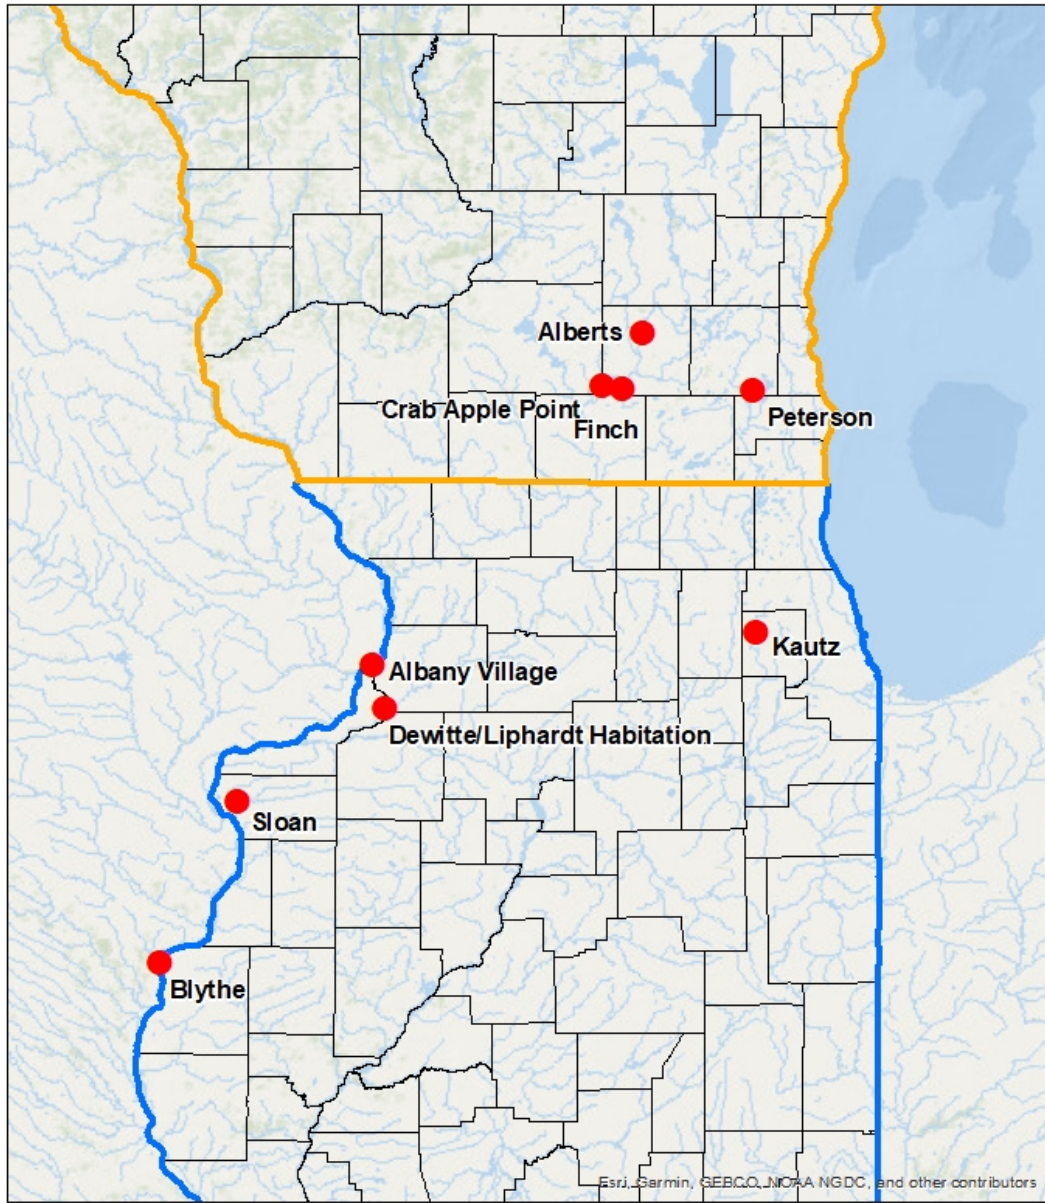 Alberts
Crab Apple Point
Finch
Peterson
Kautz
Albany Village
Dewitte/Liphardt Habitation
Sloan
Blythe
Esri, Garmin, GEBCO, NOAA NGDC, and other contributors